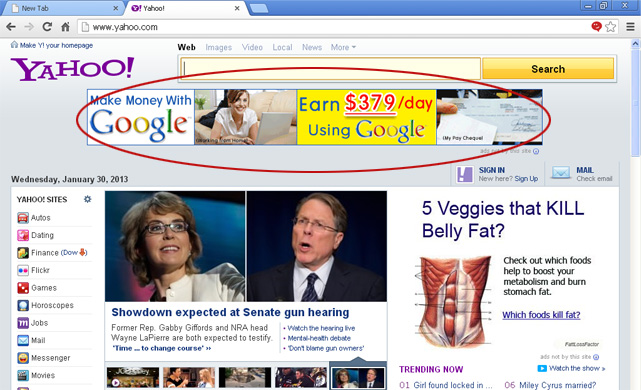 New Tab
Yahoo!
www.yahoo.com
Make Y! your homepage
Web Images Video Local News More
YAHOO!
Search
Make Money With
Google
Earn $379/day
Using Google
(My Pay Cheque)
ads not by this site
Wednesday, January 30, 2013
SIGN IN
New here? Sign Up
MAIL
Check email
YAHOO! SITES
Autos
Dating
Finance (Dow)
Flickr
Games
Horoscopes
Jobs
Mail
Messenger
Movies
Showdown expected at Senate gun hearing
Former Rep. Gabby Giffords and NRA head
Wayne LaPierre are both expected to testify.
'Time ... to change course' »
• Watch the hearing live
• Mental-health debate
• 'Don't blame gun owners'
5 Veggies that KILL
Belly Fat?
Check out which foods
help to boost your
metabolism and burn
stomach fat.
Which foods kill fat?
FatLossFactor
ads not by this site
Watch the show »
TRENDING NOW
01 Girl found locked in ...
06 Miley Cyrus married?